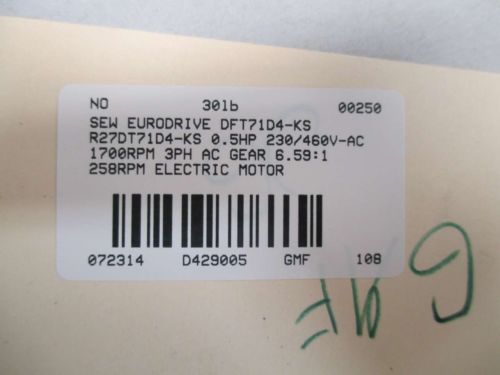 NO 301b 00250
SEW EURODRIVE DFT71D4-KS
R27DT71D4-KS 0.5HP 230/460V-AC
1700RPM 3PH AC GEAR 6.59:1
258RPM ELECTRIC MOTOR
072314 D429005 GMF 108